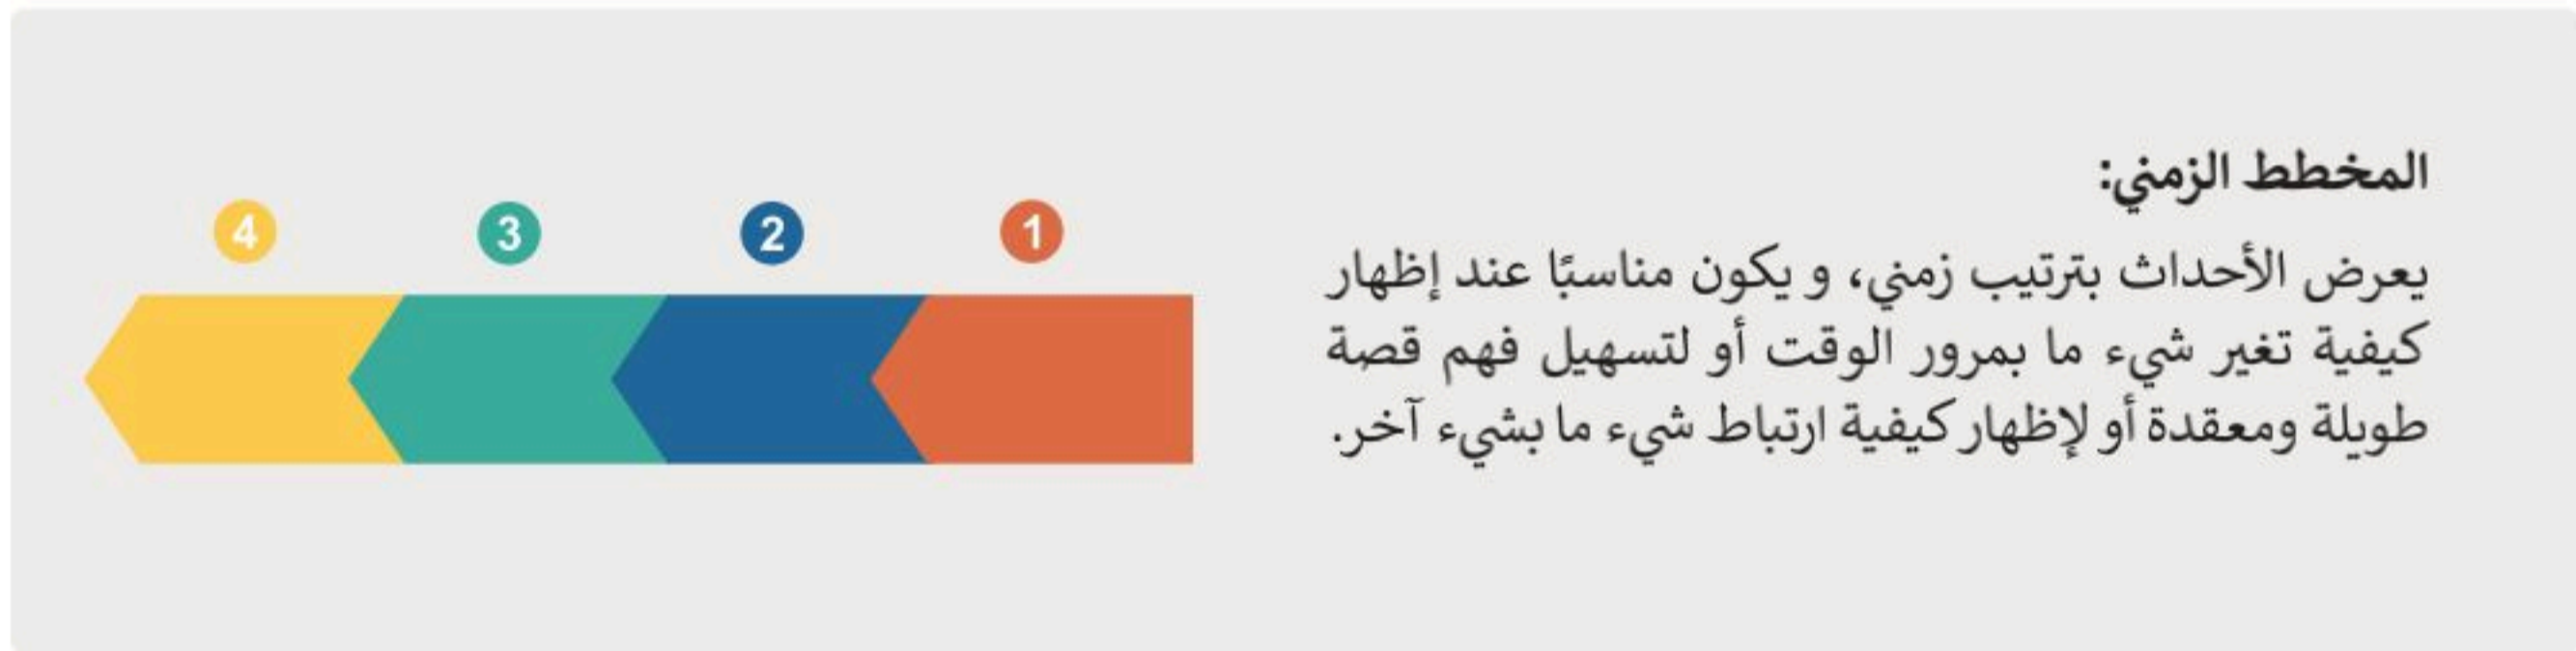 المخطط الزمني:
يعرض الأحداث بترتيب زمني، و يكون مناسبًا عند إظهار
كيفية تغير شيء ما بمرور الوقت أو لتسهيل فهم قصة
طويلة ومعقدة أو لإظهار كيفية ارتباط شيء ما بشيء آخر.
1
2
3
4